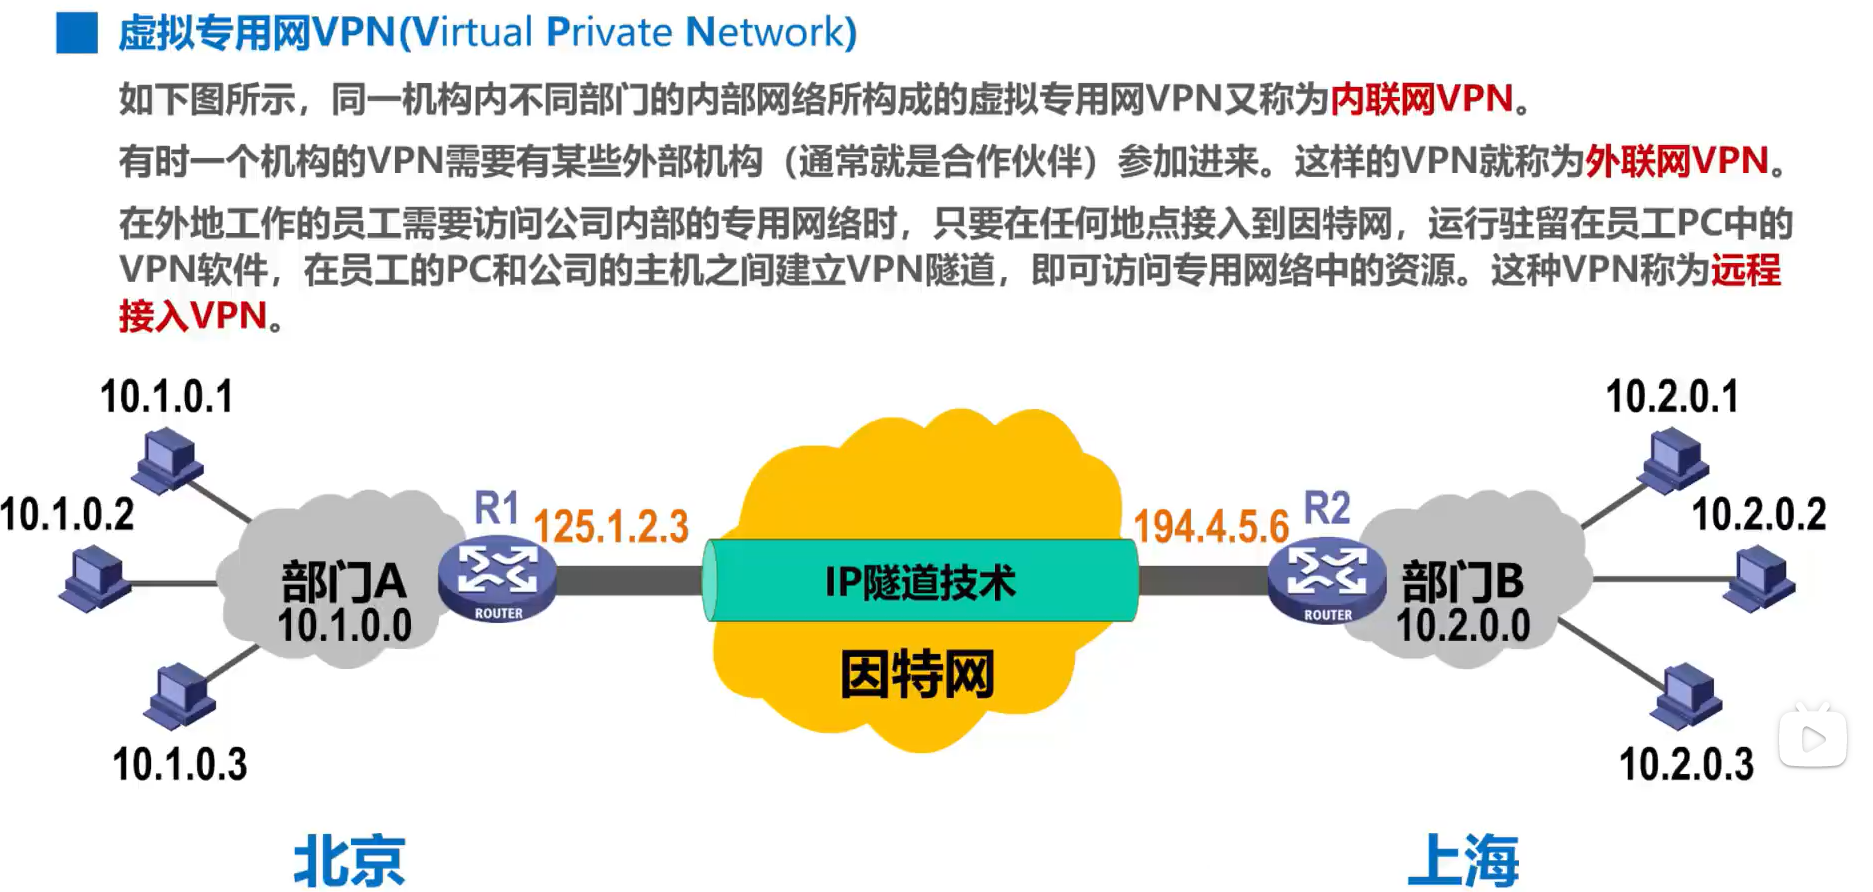 虚拟专用网VPN(Virtual Private Network)
如下图所示，同一机构内不同部门的内部网络所构成的虚拟专用网VPN又称为内联网VPN。
有时一个机构的VPN需要有某些外部机构（通常就是合作伙伴）参加进来。这样的VPN就称为外联网VPN。
在外地工作的员工需要访问公司内部的专用网络时，只要在任何地点接入到因特网，运行驻留在员工PC中的
VPN软件，在员工的PC和公司的主机之间建立VPN隧道，即可访问专用网络中的资源。这种VPN称为远程
接入VPN。
10.1.0.1
10.2.0.1
10.1.0.2
R1
125.1.2.3
194.4.5.6
R2
10.2.0.2
部门A
10.1.0.0
ROUTER
IP隧道技术
ROUTER
部门B
10.2.0.0
因特网
10.1.0.3
10.2.0.3
北京
上海